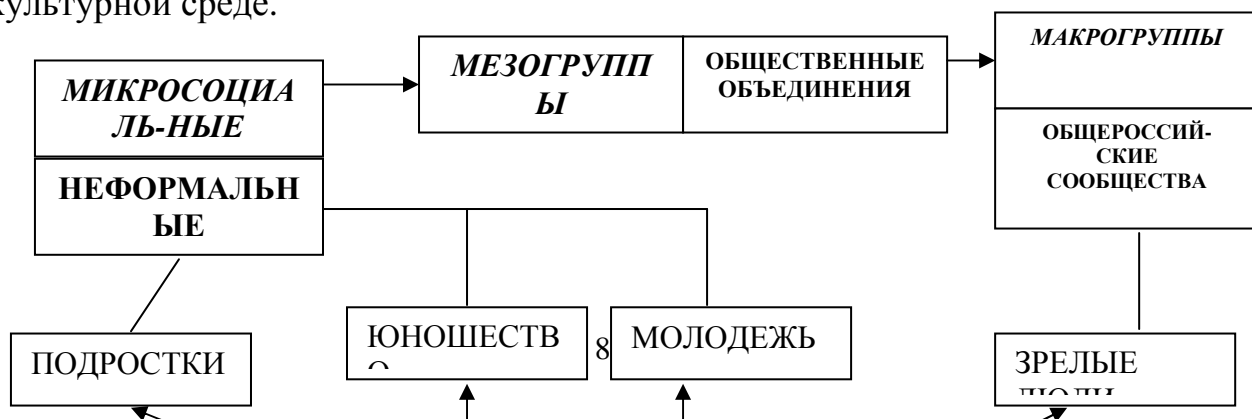 культурной среде.
МИКРОСОЦИА
ЛЬ-НЫЕ
НЕФОРМАЛЬН
ЫЕ
МЕЗОГРУПП
Ы
ОБЩЕСТВЕННЫЕ
ОБЪЕДИНЕНИЯ
МАКРОГРУППЫ
ОБЩЕРОССИЙ-
СКИЕ
СООБЩЕСТВА
ПОДРОСТКИ
ЮНОШЕСТВ
О
8
МОЛОДЕЖЬ
ЗРЕЛЫЕ
ЛЮДИ